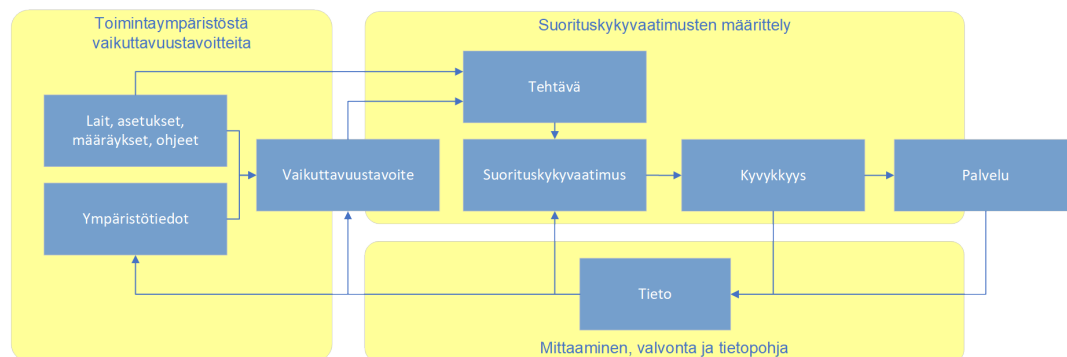 Toimintaympäristöstä
vaikuttavuustavoitteita
Suorituskykyvaatimusten määrittely
Tehtävä
Lait, asetukset,
määräykset, ohjeet
Vaikuttavuustavoite
Suorituskykyvaatimus
Kyvykkyys
Palvelu
Ympäristötiedot
Tieto
Mittaaminen, valvonta ja tietopohja